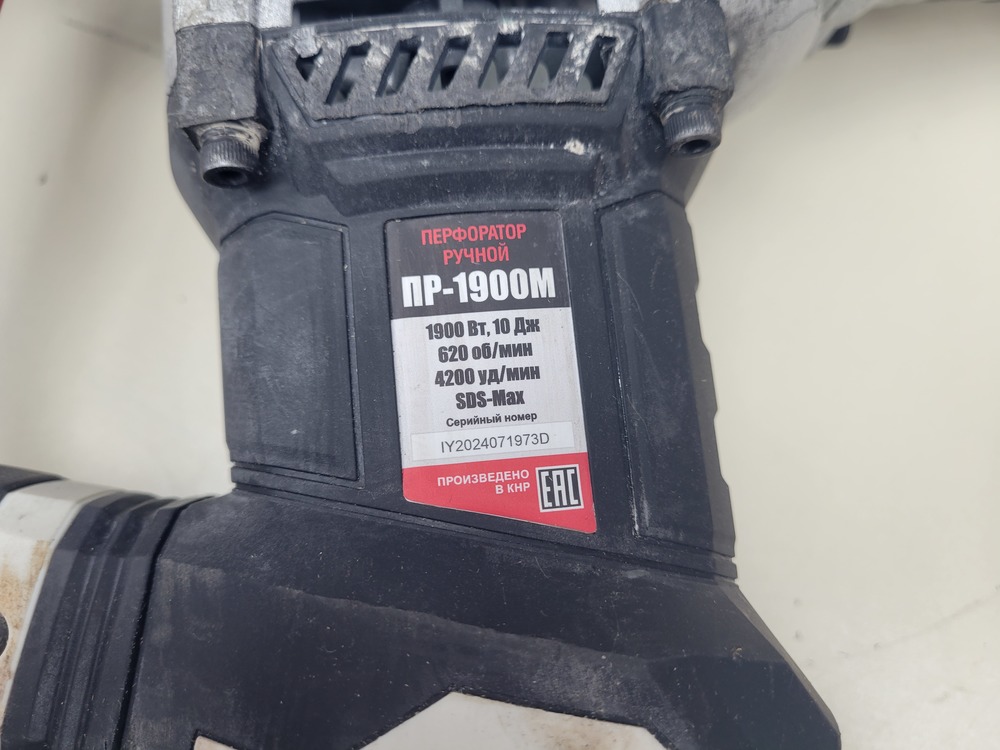 ПЕРФОРАТОР
РУЧНОЙ
ПР-1900М
1900 Вт, 10 Дж
620 об/мин
4200 уд/мин
SDS-Max
Серийный номер
IY2024071973D
ПРОИЗВЕДЕНО
В КНР
EAC